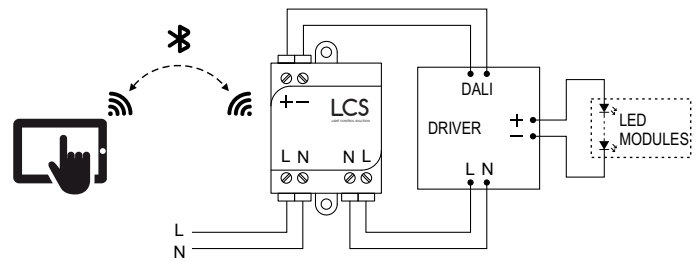 + −
LCS
L N N L
L
N
DALI
DRIVER
+
−
L N
LED
MODULES